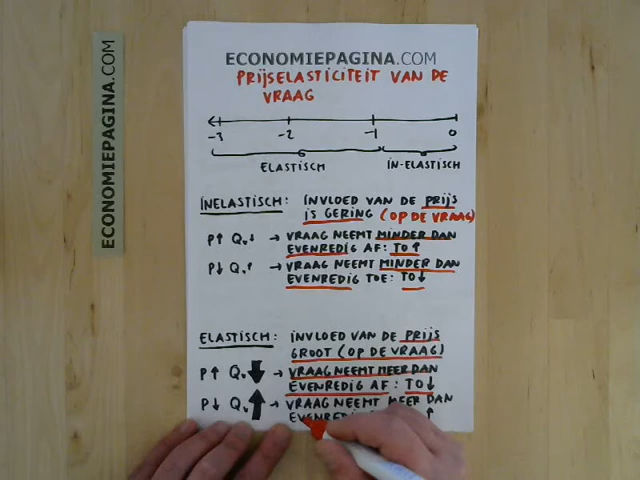 ECONOMIEPAGINA.COM
ECONOMIEPAGINA.COM
PRIJSELASTICITEIT VAN DE
VRAAG
-3 -2 -1 0
ELASTISCH IN-ELASTISCH
INELASTISCH: INVLOED VAN DE PRIJS
IS GERING (OP DE VRAAG)
P↑ Qv↓ → VRAAG NEEMT MINDER DAN
EVENREDIG AF: TO↑
P↓ Qv↑ → VRAAG NEEMT MINDER DAN
EVENREDIG TOE: TO↓
ELASTISCH: INVLOED VAN DE PRIJS
GROOT (OP DE VRAAG)
P↑ Qv↓ → VRAAG NEEMT MEER DAN
EVENREDIG AF: TO↓
P↓ Qv↑ → VRAAG NEEMT MEER DAN
↑